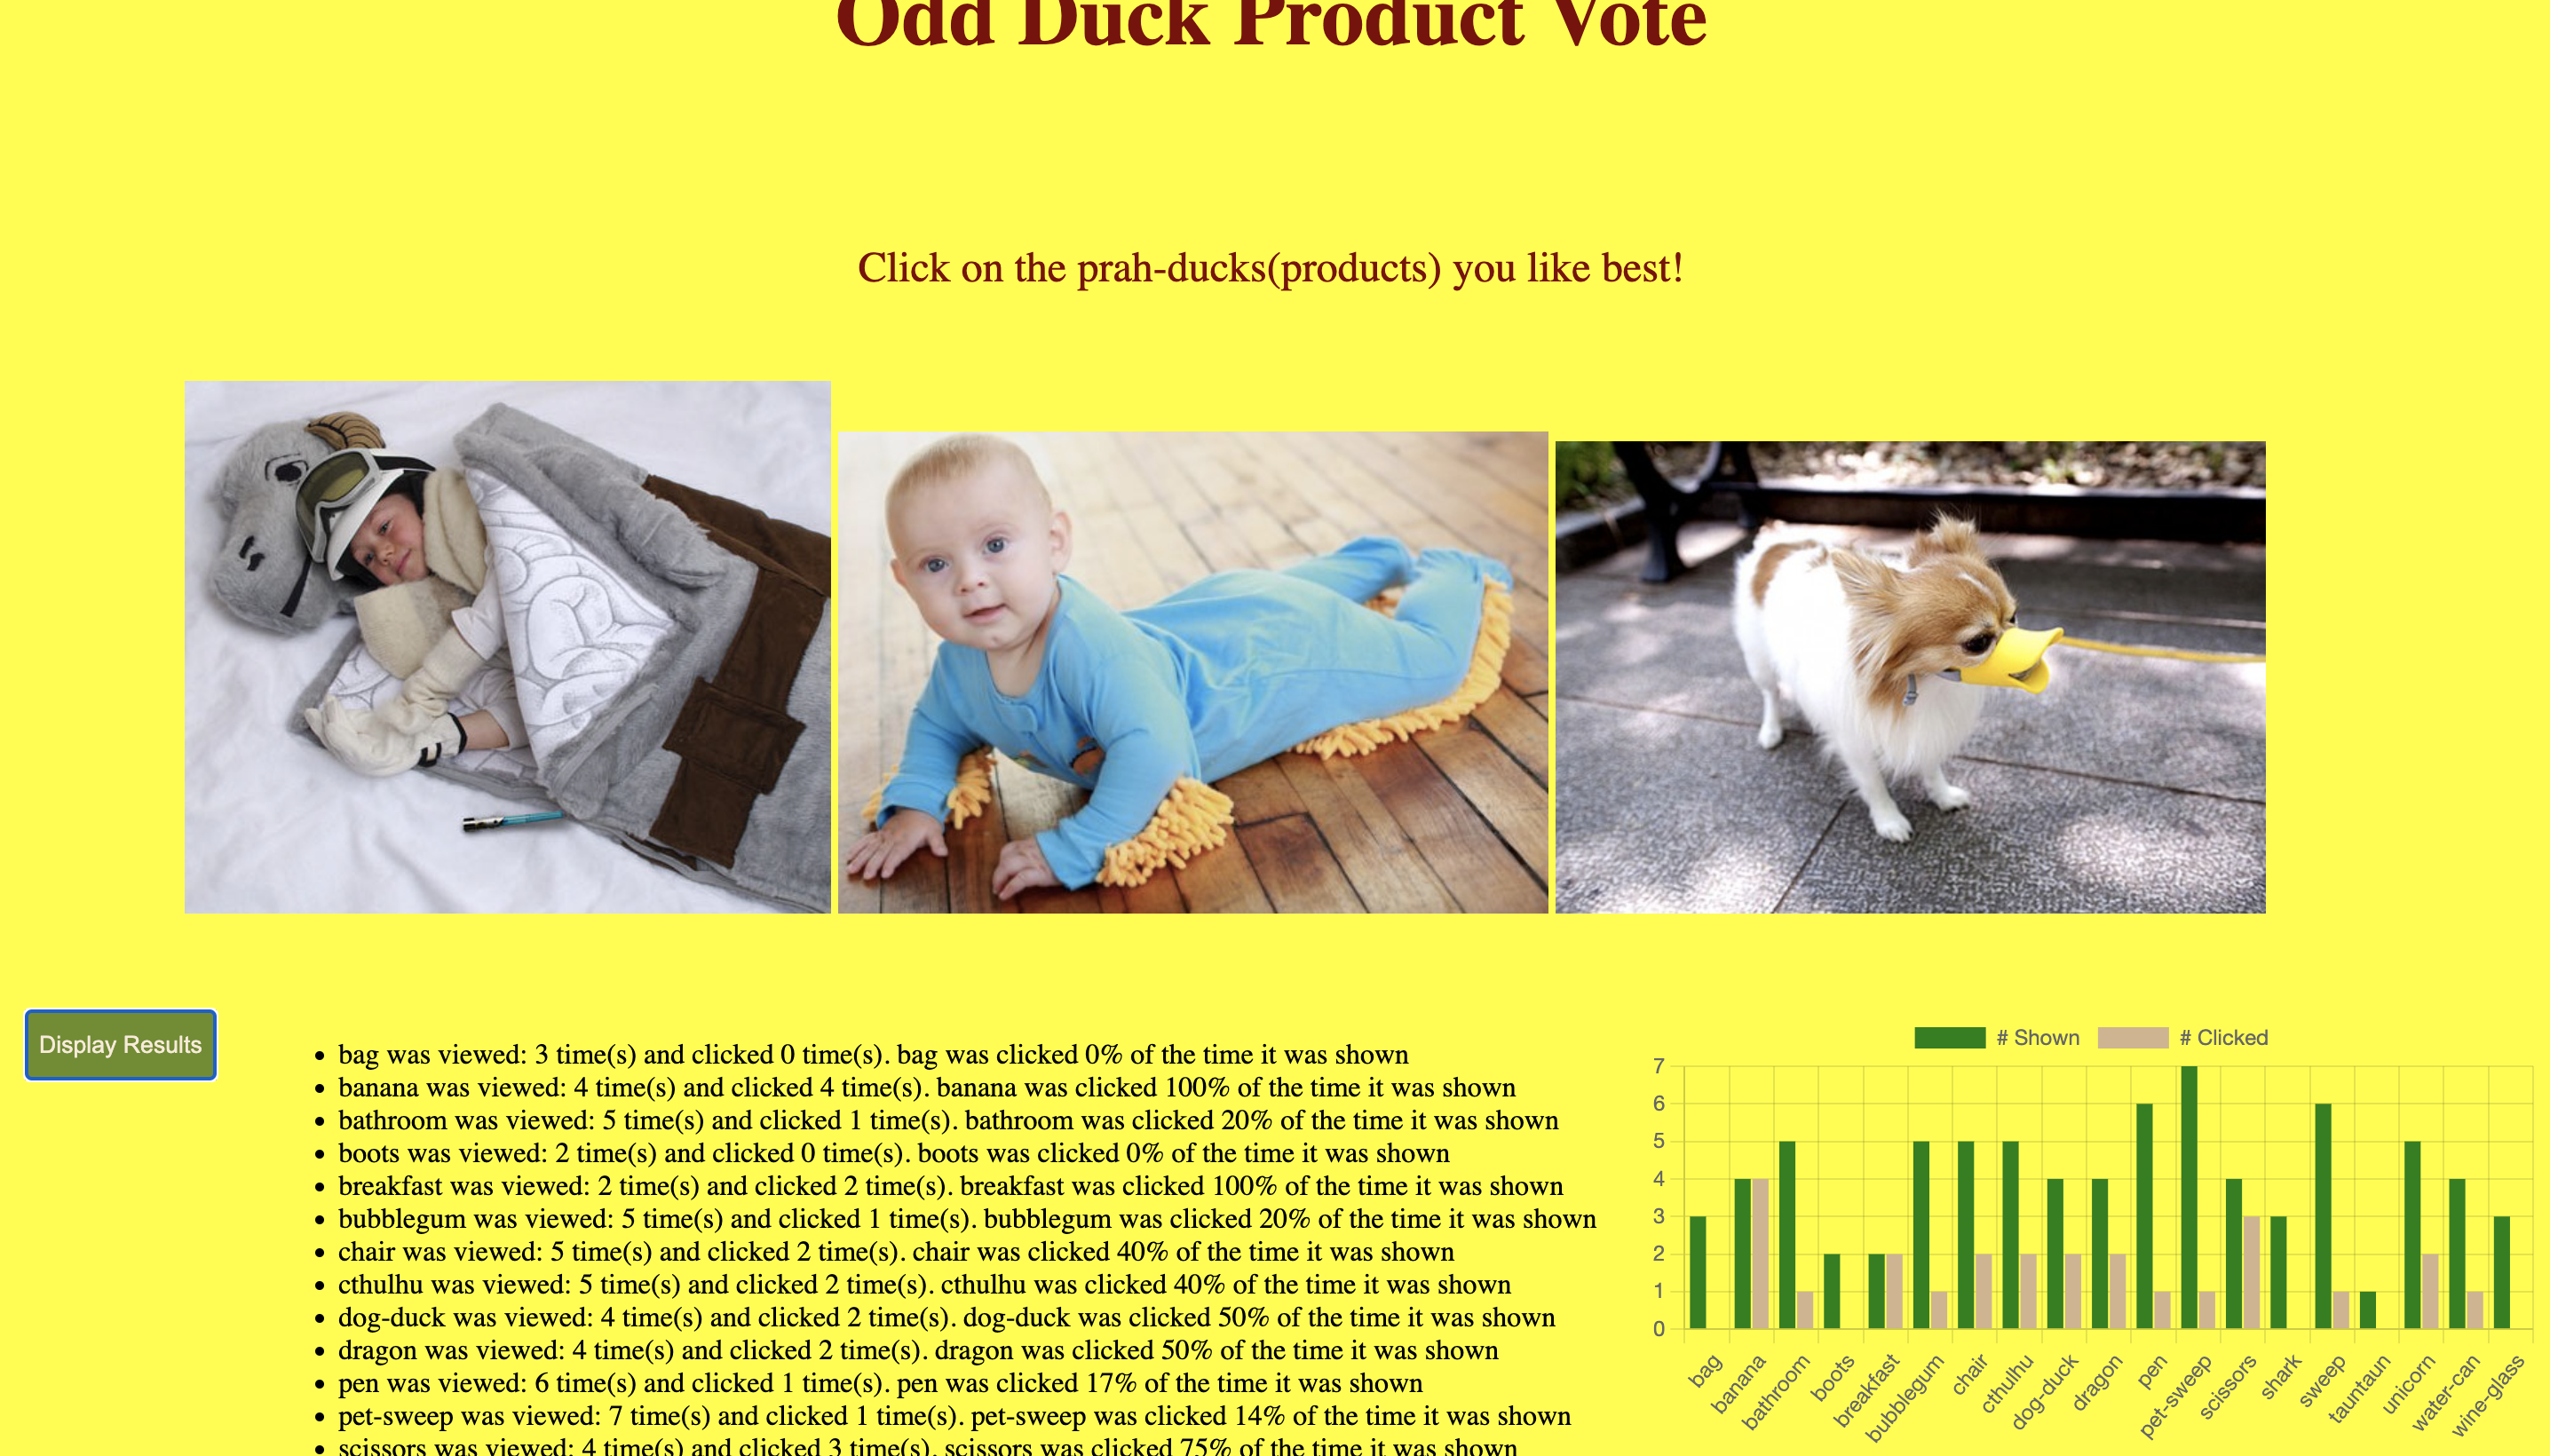 Odd Duck Product Vote
Click on the prah-ducks(products) you like best!
Display Results
bag was viewed: 3 time(s) and clicked 0 time(s). bag was clicked 0% of the time it was shown
banana was viewed: 4 time(s) and clicked 4 time(s). banana was clicked 100% of the time it was shown
bathroom was viewed: 5 time(s) and clicked 1 time(s). bathroom was clicked 20% of the time it was shown
boots was viewed: 2 time(s) and clicked 0 time(s). boots was clicked 0% of the time it was shown
breakfast was viewed: 2 time(s) and clicked 2 time(s). breakfast was clicked 100% of the time it was shown
bubblegum was viewed: 5 time(s) and clicked 1 time(s). bubblegum was clicked 20% of the time it was shown
chair was viewed: 5 time(s) and clicked 2 time(s). chair was clicked 40% of the time it was shown
cthulhu was viewed: 5 time(s) and clicked 2 time(s). cthulhu was clicked 40% of the time it was shown
dog-duck was viewed: 4 time(s) and clicked 2 time(s). dog-duck was clicked 50% of the time it was shown
dragon was viewed: 4 time(s) and clicked 2 time(s). dragon was clicked 50% of the time it was shown
pen was viewed: 6 time(s) and clicked 1 time(s). pen was clicked 17% of the time it was shown
pet-sweep was viewed: 7 time(s) and clicked 1 time(s). pet-sweep was clicked 14% of the time it was shown
scissors was viewed: 4 time(s) and clicked 3 time(s). scissors was clicked 75% of the time it was shown
# Shown
# Clicked
7
6
5
4
3
2
1
0
bag
banana
bathroom
boots
breakfast
bubblegum
chair
cthulhu
dog-duck
dragon
pen
pet-sweep
scissors
shark
sweep
tauntaun
unicorn
water-can
wine-glass